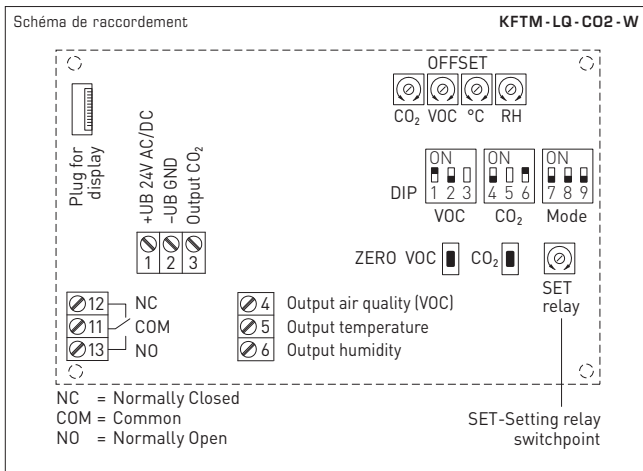 Schéma de raccordement KFTM-LQ-CO2-W
OFFSET
CO₂ VOC °C RH
Plug for
display
+UB 24V AC/DC
–UB GND
Output CO₂
1 2 3
DIP
ON ON ON
1 2 3 4 5 6 7 8 9
VOC CO₂ Mode
ZERO VOC CO₂
SET
relay
12 NC
11 COM
13 NO
4 Output air quality (VOC)
5 Output temperature
6 Output humidity
NC = Normally Closed
COM = Common
NO = Normally Open
SET-Setting relay
switchpoint